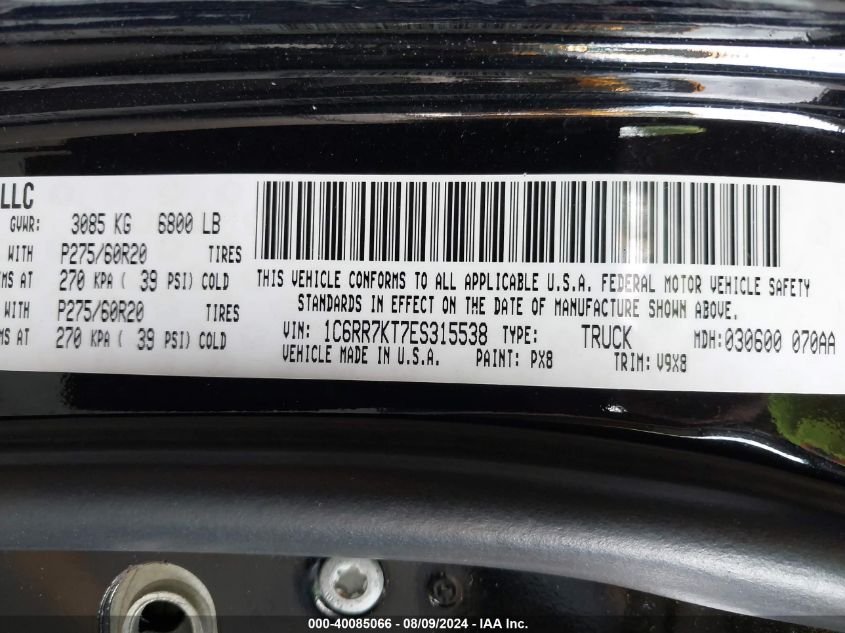 LLC
GVWR: 3085 KG 6800 LB
WITH P275/60R20 TIRES
MS AT 270 KPA ( 39 PSI) COLD
WITH P275/60R20 TIRES
MS AT 270 KPA ( 39 PSI) COLD
THIS VEHICLE CONFORMS TO ALL APPLICABLE U.S.A. FEDERAL MOTOR VEHICLE SAFETY
STANDARDS IN EFFECT ON THE DATE OF MANUFACTURE SHOWN ABOVE.
VIN: 1C6RR7KT7ES315538 TYPE: TRUCK MDH:030600 070AA
VEHICLE MADE IN U.S.A. PAINT: PX8 TRIM: V9X8
000-40085066 - 08/09/2024 - IAA Inc.